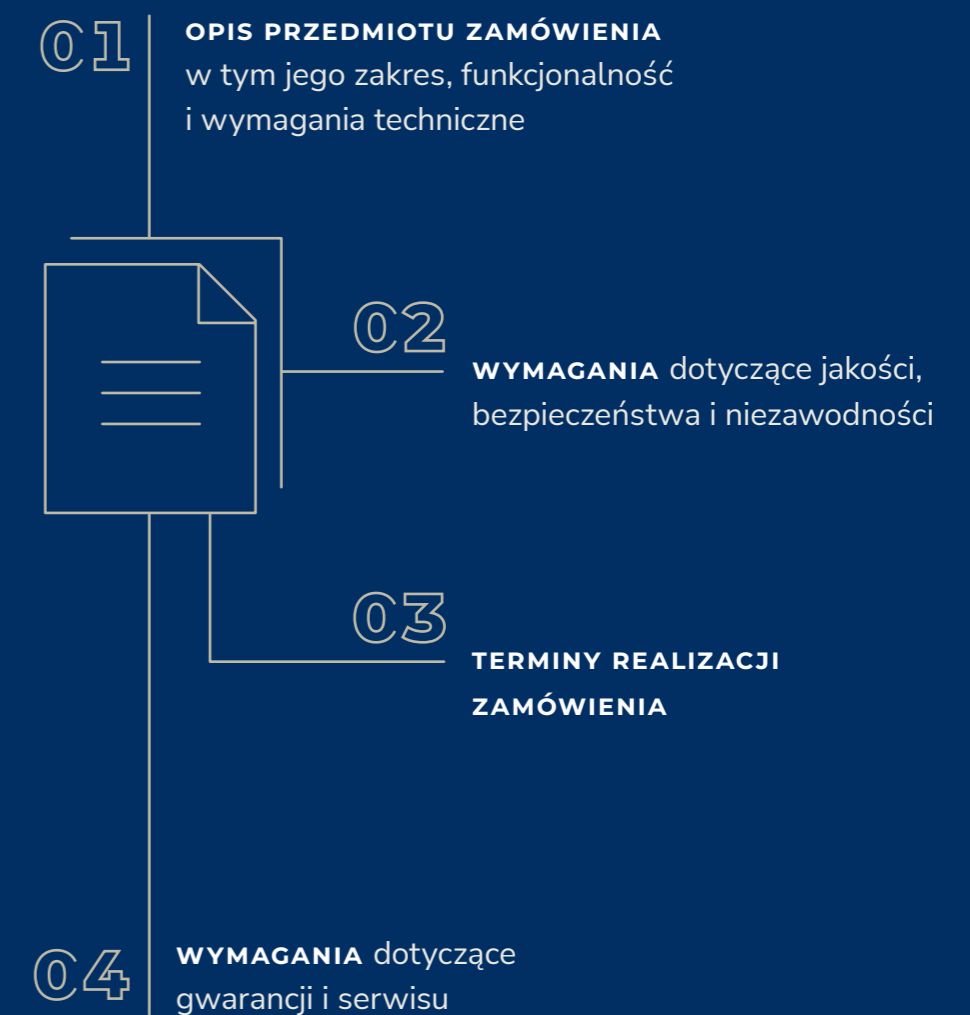 01
OPIS PRZEDMIOTU ZAMÓWIENIA
w tym jego zakres, funkcjonalność
i wymagania techniczne
02
WYMAGANIA dotyczące jakości,
bezpieczeństwa i niezawodności
03
TERMINY REALIZACJI
ZAMÓWIENIA
04
WYMAGANIA dotyczące
gwarancji i serwisu